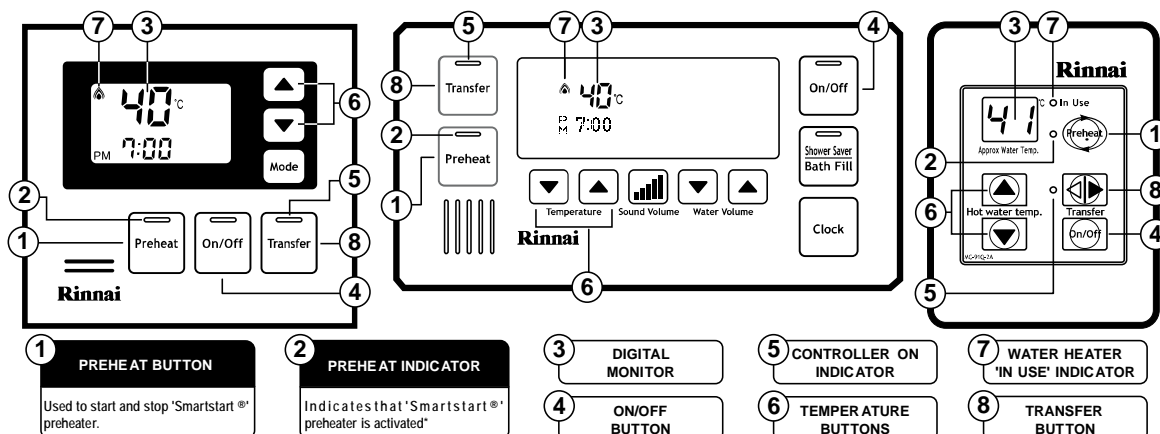 7
3
40 °C
PM 7:00
6
Mode
5
2
1
Preheat
On/Off
Transfer
8
4
Rinnai
5
7
3
4
8
Transfer
40 °C
PM 7:00
On/Off
2
Preheat
Shower Saver
Bath Fill
1
Temperature
Sound Volume
Water Volume
Rinnai
Clock
6
3
7
Rinnai
41 °C
In Use
Preheat
1
Approx Water Temp.
2
8
6
Hot water temp.
Transfer
On/Off
4
MC-91Q-2A
5
1
PREHEAT BUTTON
Used to start and stop 'Smartstart ®'
preheater.
2
PREHEAT INDICATOR
Indicates that 'Smartstart ®'
preheater is activated*
3
DIGITAL
MONITOR
4
ON/OFF
BUTTON
5
CONTROLLER ON
INDICATOR
6
TEMPERATURE
BUTTONS
7
WATER HEATER
'IN USE' INDICATOR
8
TRANSFER
BUTTON